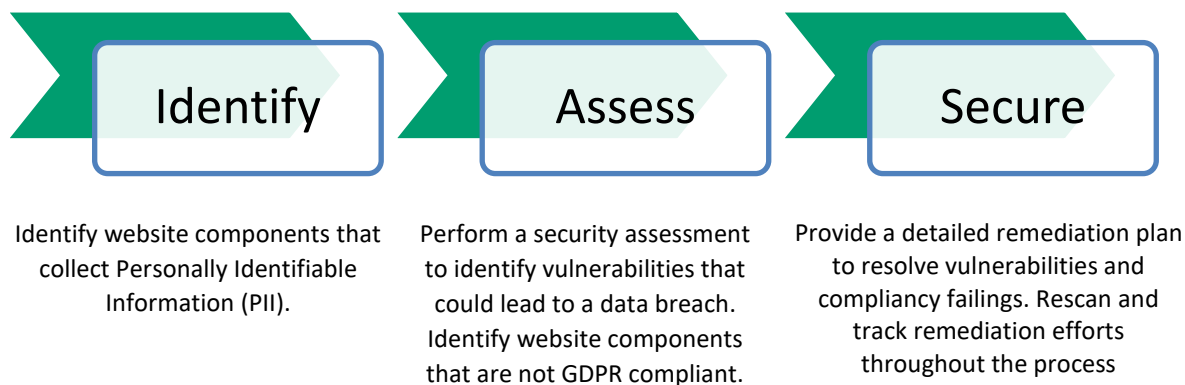 Identify
Assess
Secure
Identify website components that
collect Personally Identifiable
Information (PII).
Perform a security assessment
to identify vulnerabilities that
could lead to a data breach.
Identify website components
that are not GDPR compliant.
Provide a detailed remediation plan
to resolve vulnerabilities and
compliancy failings. Rescan and
track remediation efforts
throughout the process